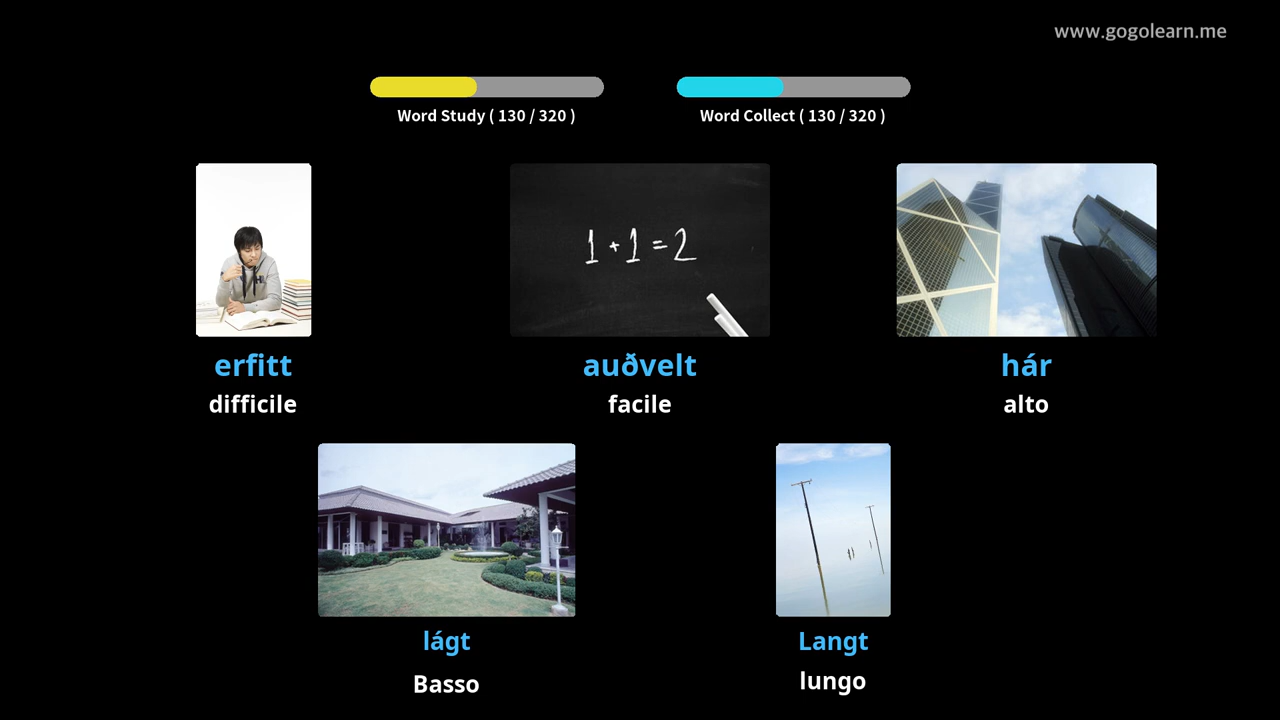 www.gogolearn.me
Word Study ( 130 / 320 )
Word Collect ( 130 / 320 )
1 + 1 = 2
erfitt
difficile
auðvelt
facile
hár
alto
lágt
Basso
Langt
lungo